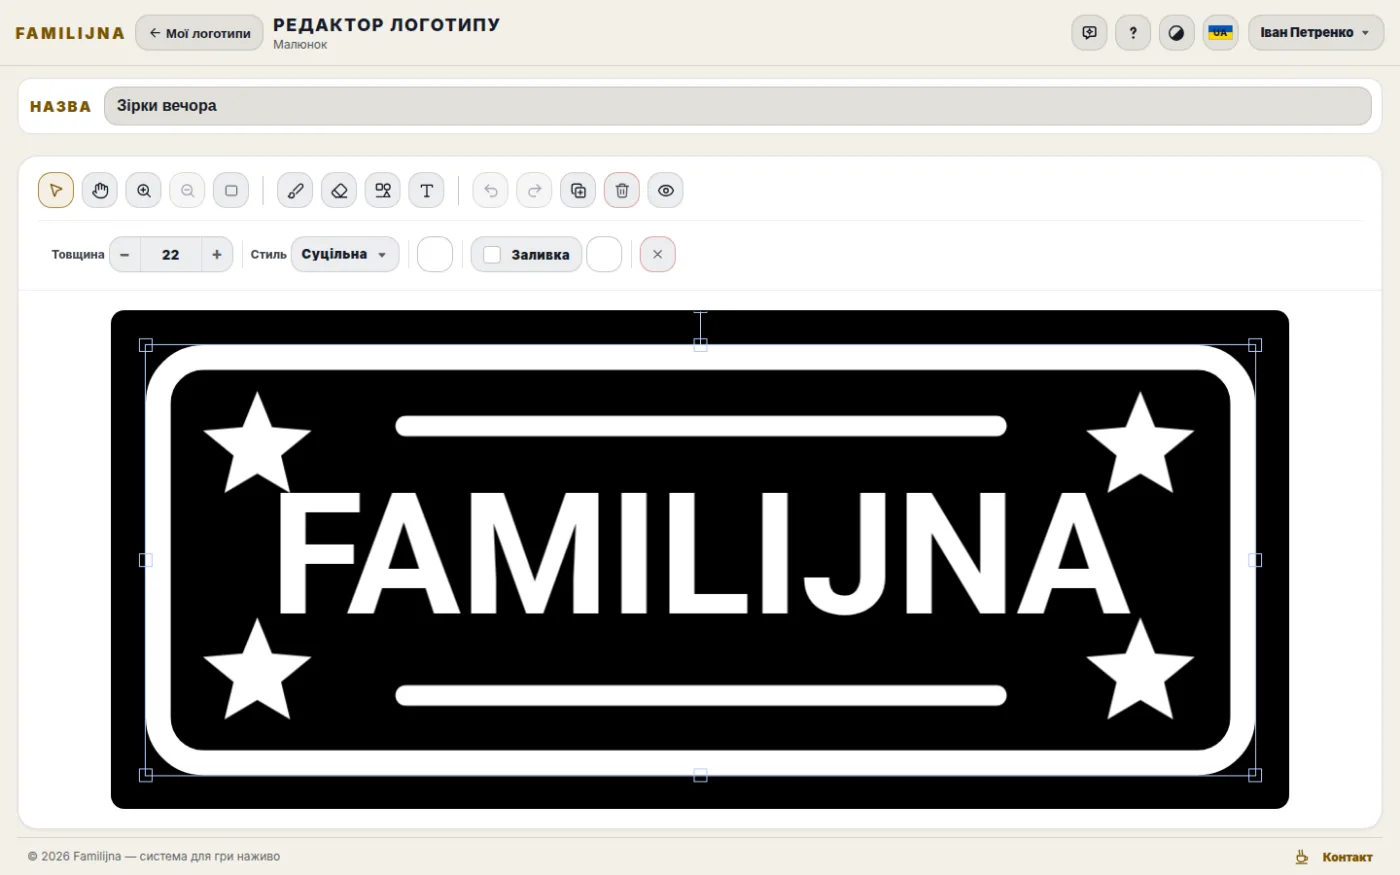 FAMILIJNA
← Мої логотипи
РЕДАКТОР ЛОГОТИПУ
Малюнок
?
UA
Іван Петренко
НАЗВА
Зірки вечора
T
Товщина
− 22 +
Стиль
Суцільна
Заливка
×
FAMILIJNA
© 2026 Familijna — система для гри наживо
Контакт